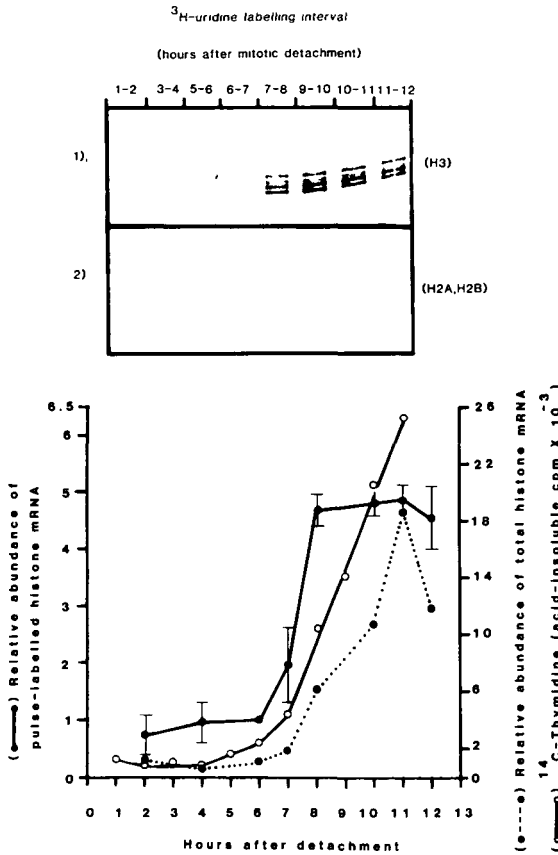 ³H-uridine labelling interval
(hours after mitotic detachment)
1-2 3-4 5-6 6-7 7-8 9-10 10-11 11-12
1), (H3)
2) (H2A,H2B)
(●——●) Relative abundance of
pulse-labelled histone mRNA
6.5
6
5
4
3
2
1
0
26
22
18
14
10
6
2
0
(●----●) Relative abundance of total histone mRNA
¹⁴C-Thymidine (acid-insoluble cpm X 10⁻³)
0 1 2 3 4 5 6 7 8 9 10 11 12 13
Hours after detachment